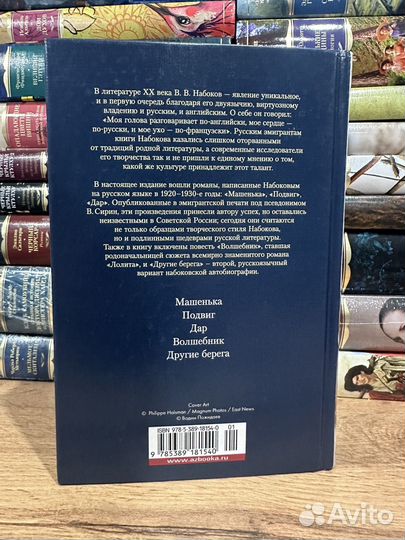 В литературе XX века В. В. Набоков — явление уникальное,
и в первую очередь благодаря его двуязычию, виртуозному
владению и русским, и английским. О себе он говорил:
«Моя голова разговаривает по-английски, мое сердце —
по-русски, и мое ухо — по-французски». Русским эмигрантам
книги Набокова казались слишком оторванными
от традиций родной литературы, а современные исследователи
его творчества так и не пришли к единому мнению о том,
какой же культуре принадлежит этот талант.
В настоящее издание вошли романы, написанные Набоковым
на русском языке в 1920–1930-е годы: «Машенька», «Подвиг»,
«Дар». Опубликованные в эмигрантской печати под псевдонимом
В. Сирин, эти произведения принесли автору успех, но оставались
неизвестными в Советской России; сегодня они считаются
не только образцами творческого стиля Набокова,
но и подлинными шедеврами русской литературы.
Также в книгу включены повесть «Волшебник», ставшая
родоначальницей сюжета всемирно знаменитого романа
«Лолита», и «Другие берега» — второй, русскоязычный
вариант набоковской автобиографии.
Машенька
Подвиг
Дар
Волшебник
Другие берега
Cover Art
© Philippe Halsman / Magnum Photos / East News
© Вадим Пожидаев
ISBN 978-5-389-18154-0
01
9 785389 181540
www.azbooka.ru
Avito